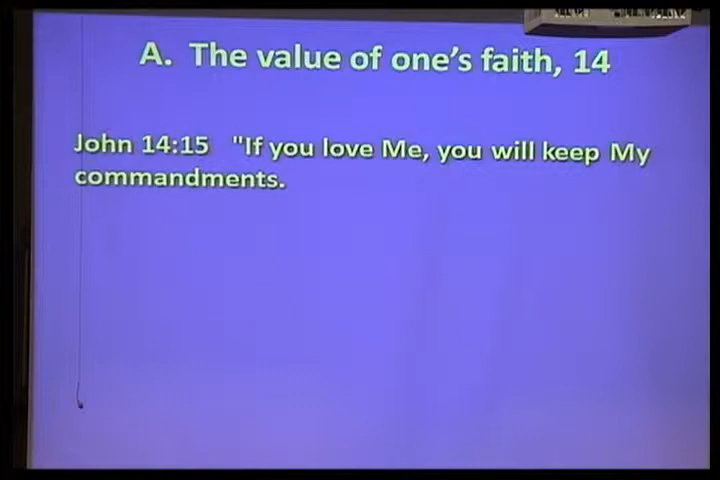 A. The value of one's faith, 14
John 14:15 "If you love Me, you will keep My
commandments.